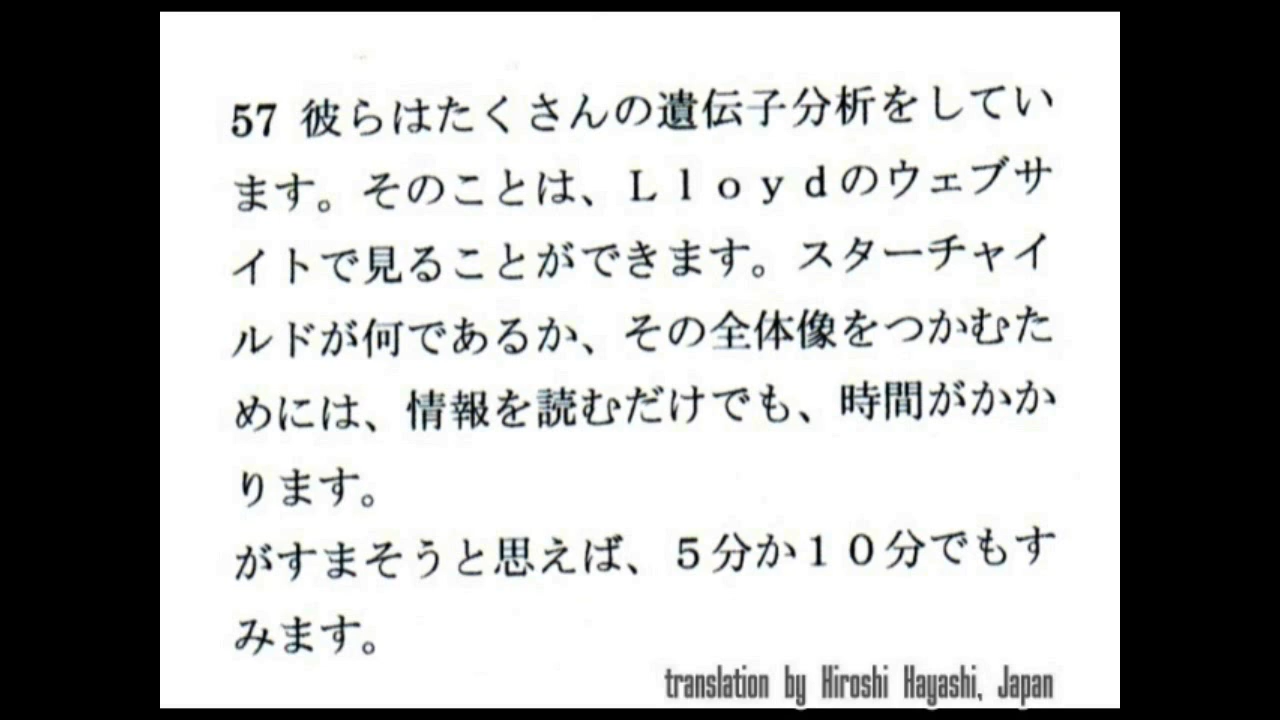 57 彼らはたくさんの遺伝子分析をしてい
ます。そのことは、Ｌｌｏｙｄのウェブサ
イトで見ることができます。スターチャイ
ルドが何であるか、その全体像をつかむた
めには、情報を読むだけでも、時間がかか
ります。
がすまそうと思えば、５分か１０分でもす
みます。
translation by Hiroshi Hayashi, Japan